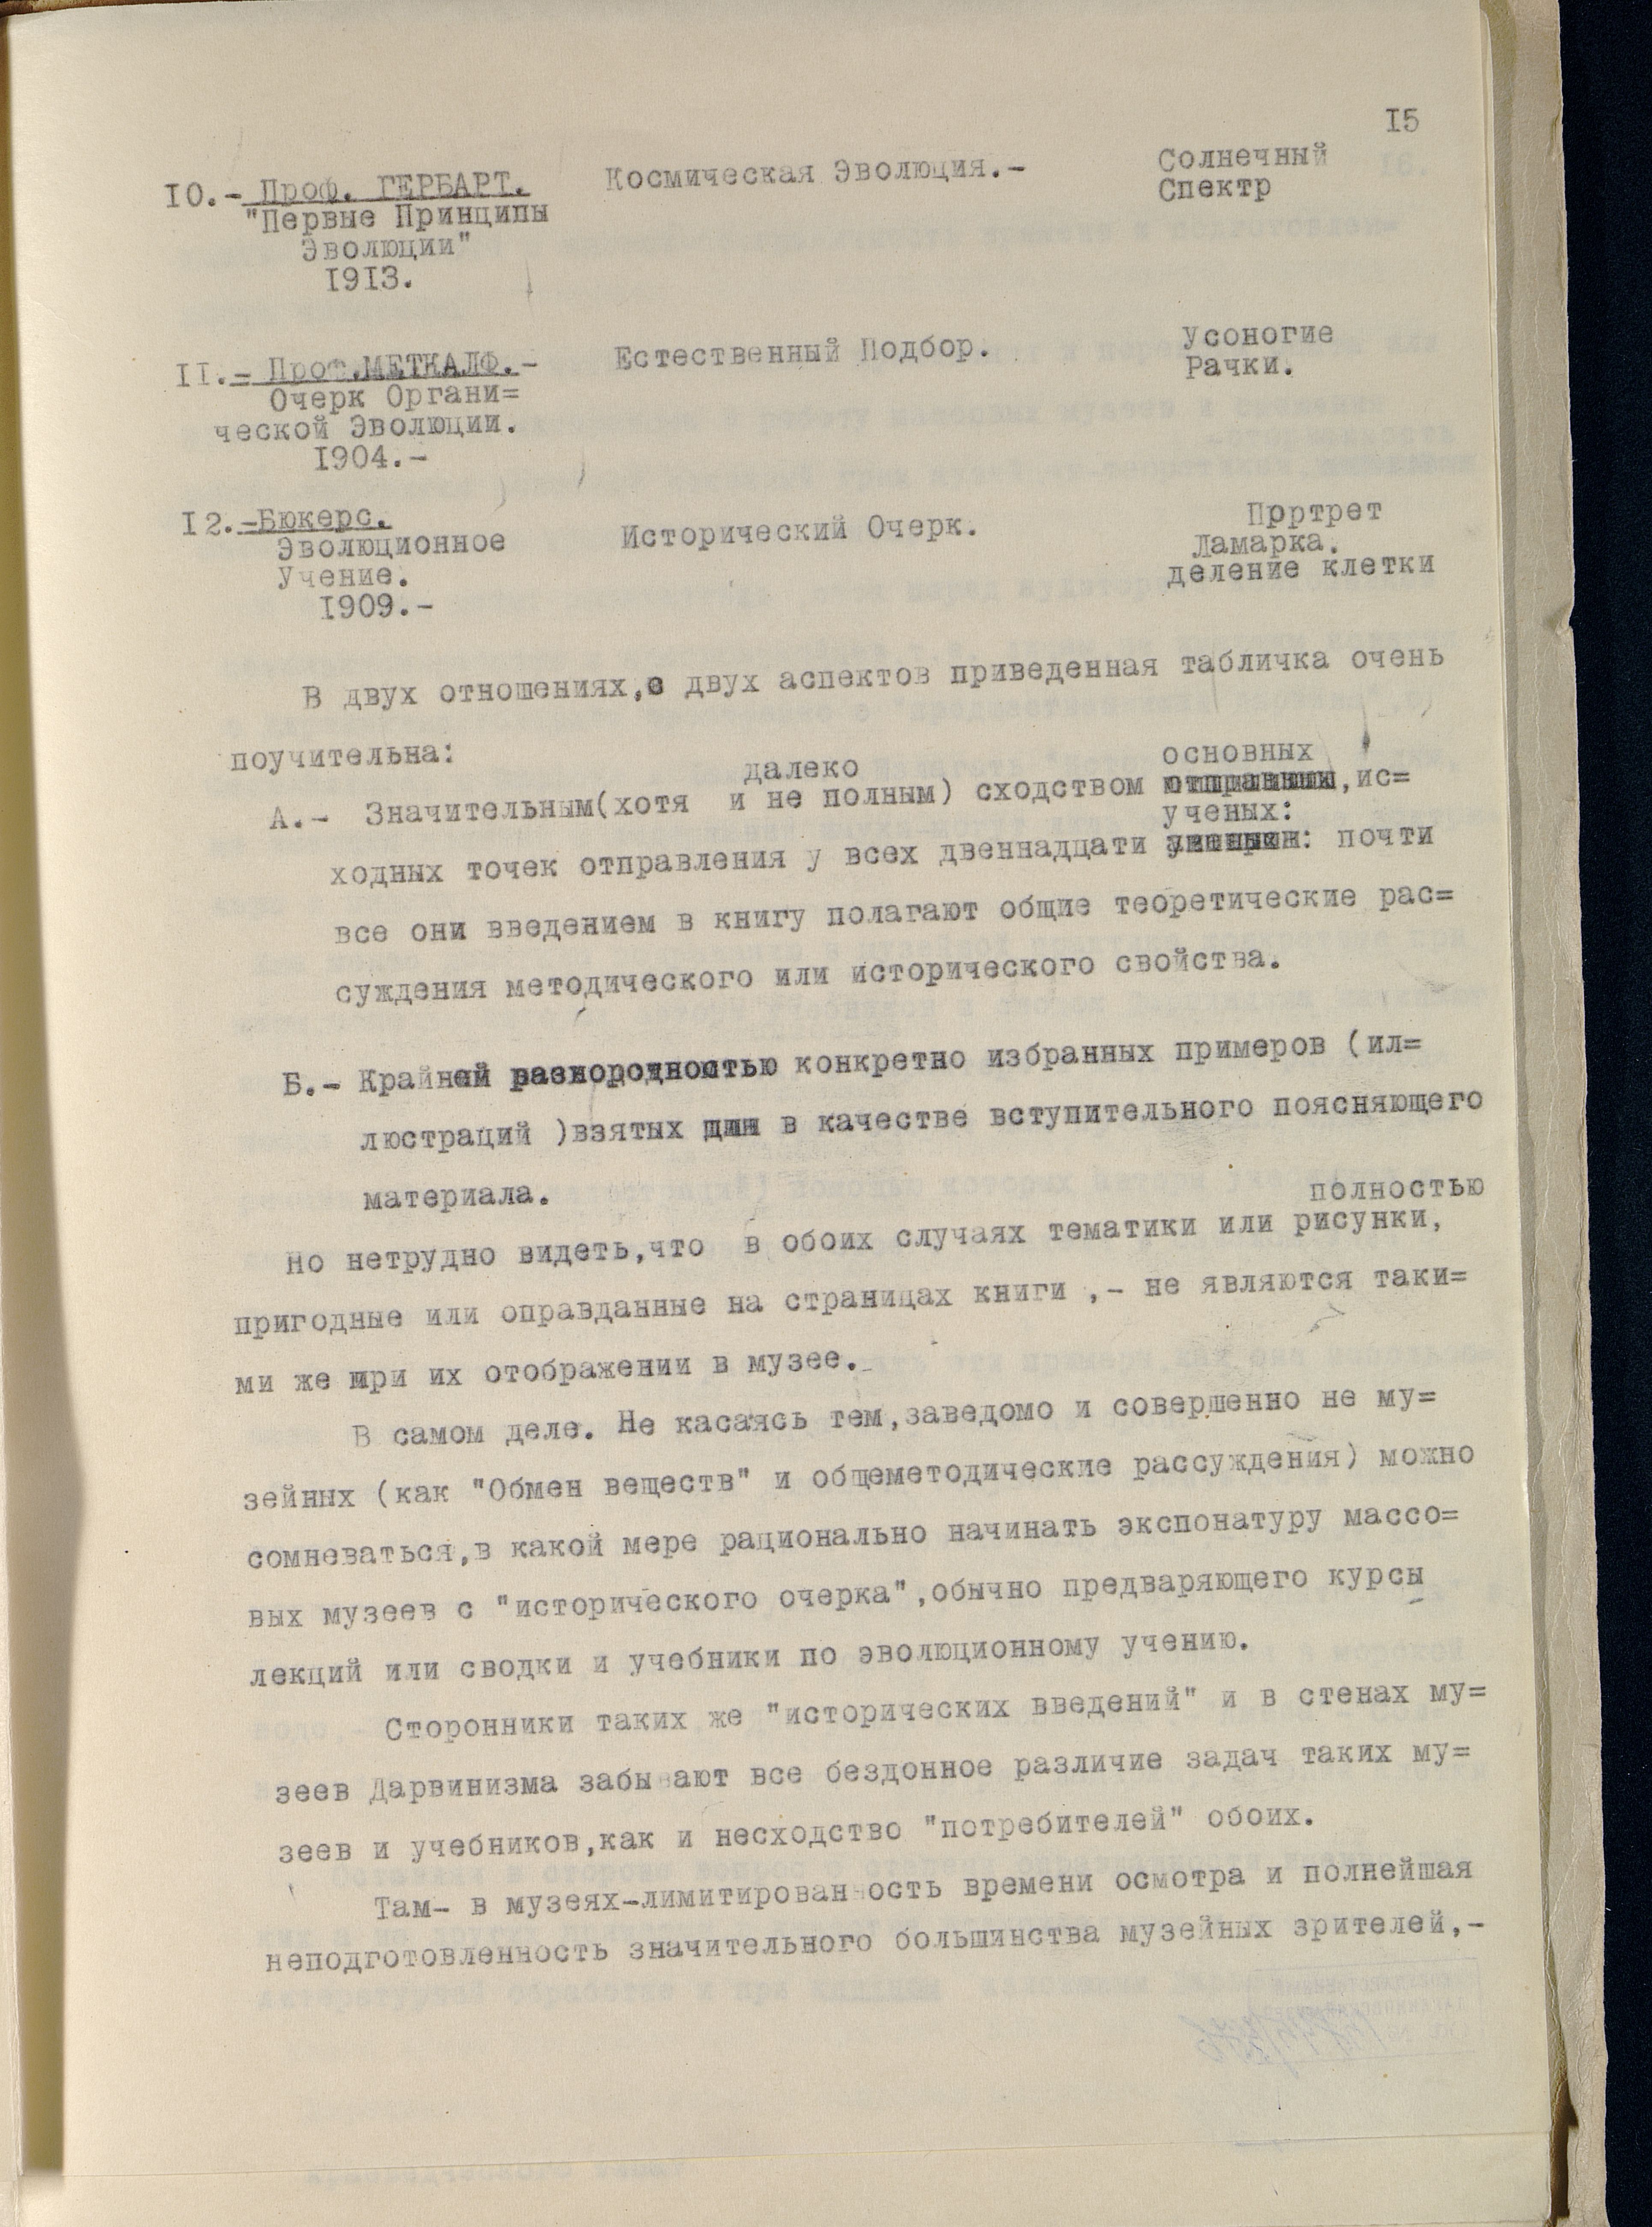 I5
IO.- Проф. ГЕРБАРТ. Космическая Эволюция.- Солнечный
"Первые Принципы Спектр
Эволюции"
I9I3.
II.- Проф.МЕТКАЛФ.- Естественный Подбор. Усоногие
Очерк Органи= Рачки.
ческой Эволюции.
I904.-
I2.-Бюкерс. Исторический Очерк. Прртрет
Эволюционное Ламарка.
Учение. деление клетки
I909.-
В двух отношениях,с двух аспектов приведенная табличка очень
поучительна:
далеко основных
А.- Значительным(хотя и не полным) сходством ,ис=
ученых:
ходных точек отправления у всех двеннадцати почти
все они введением в книгу полагают общие теоретические рас=
суждения методического или исторического свойства.
Б.- Крайней разнородностью конкретно избранных примеров (ил=
люстраций )взятых в качестве вступительного поясняющего
материала.
полностью
Но нетрудно видеть,что в обоих случаях тематики или рисунки,
пригодные или оправданные на страницах книги ,- не являются таки=
ми же при их отображении в музее.
В самом деле. Не касаясь тем,заведомо и совершенно не му=
зейных (как "Обмен веществ" и общеметодические рассуждения) можно
сомневаться,в какой мере рационально начинать экспонатуру массо=
вых музеев с "исторического очерка",обычно предваряющего курсы
лекций или сводки и учебники по эволюционному учению.
Сторонники таких же "исторических введений" и в стенах му=
зеев Дарвинизма забывают все бездонное различие задач таких му=
зеев и учебников,как и несходство "потребителей" обоих.
Там- в музеях-лимитированность времени осмотра и полнейшая
неподготовленность значительного большинства музейных зрителей,-